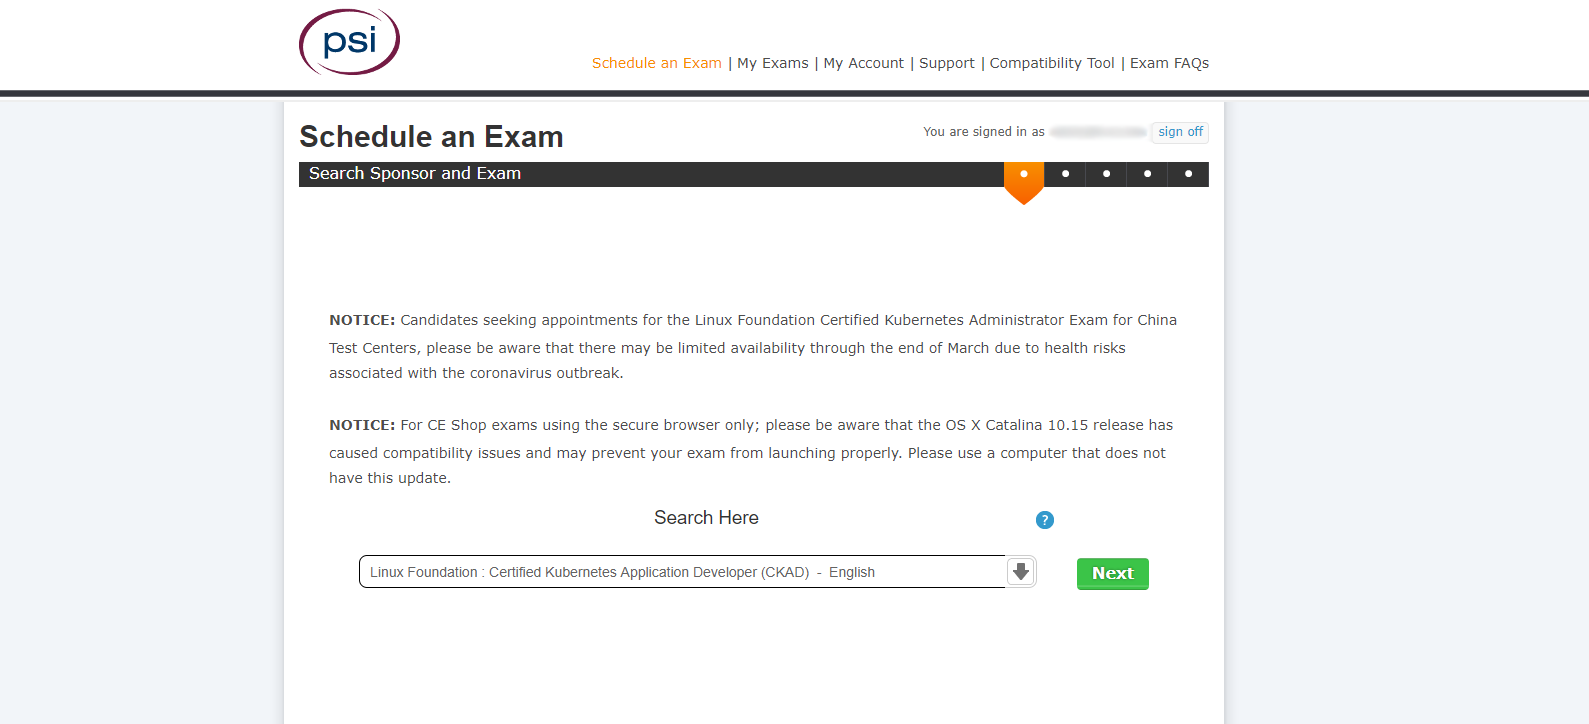 psi
Schedule an Exam | My Exams | My Account | Support | Compatibility Tool | Exam FAQs
Schedule an Exam
You are signed in as
sign off
Search Sponsor and Exam
NOTICE: Candidates seeking appointments for the Linux Foundation Certified Kubernetes Administrator Exam for China
Test Centers, please be aware that there may be limited availability through the end of March due to health risks
associated with the coronavirus outbreak.
NOTICE: For CE Shop exams using the secure browser only; please be aware that the OS X Catalina 10.15 release has
caused compatibility issues and may prevent your exam from launching properly. Please use a computer that does not
have this update.
Search Here
?
Linux Foundation : Certified Kubernetes Application Developer (CKAD) - English
Next